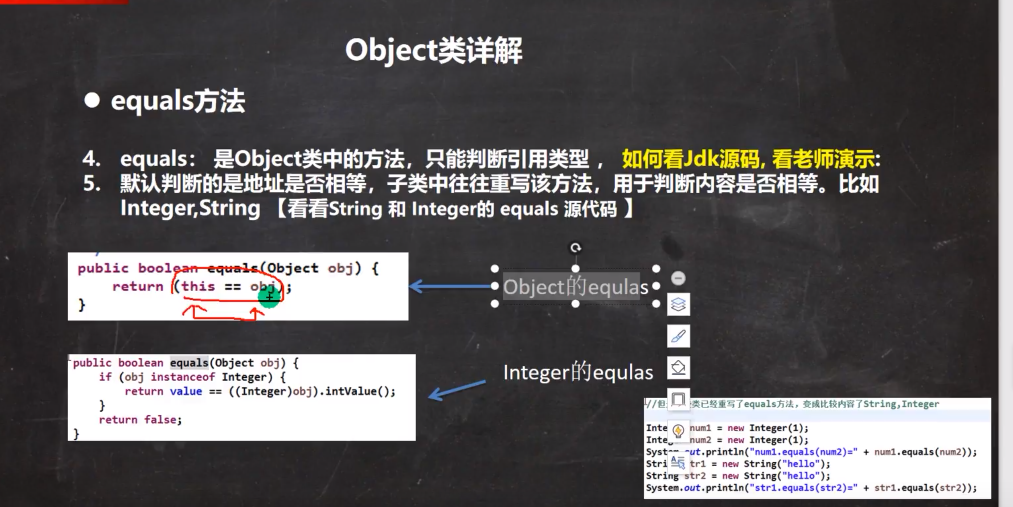 Object类详解
● equals方法
4. equals： 是Object类中的方法，只能判断引用类型 ， 如何看Jdk源码, 看老师演示:
5. 默认判断的是地址是否相等，子类中往往重写该方法，用于判断内容是否相等。比如
Integer,String 【看看String 和 Integer的 equals 源代码 】
public boolean equals(Object obj) {
return (this == obj);
}
Object的equlas
public boolean equals(Object obj) {
if (obj instanceof Integer) {
return value == ((Integer)obj).intValue();
}
return false;
}
Integer的equlas
类已经重写了equals方法，变成比较内容了String,Integer
num1 = new Integer(1);
num2 = new Integer(1);
System.out.println("num1.equals(num2)=" + num1.equals(num2));
str1 = new String("hello");
String str2 = new String("hello");
System.out.println("str1.equals(str2)=" + str1.equals(str2));